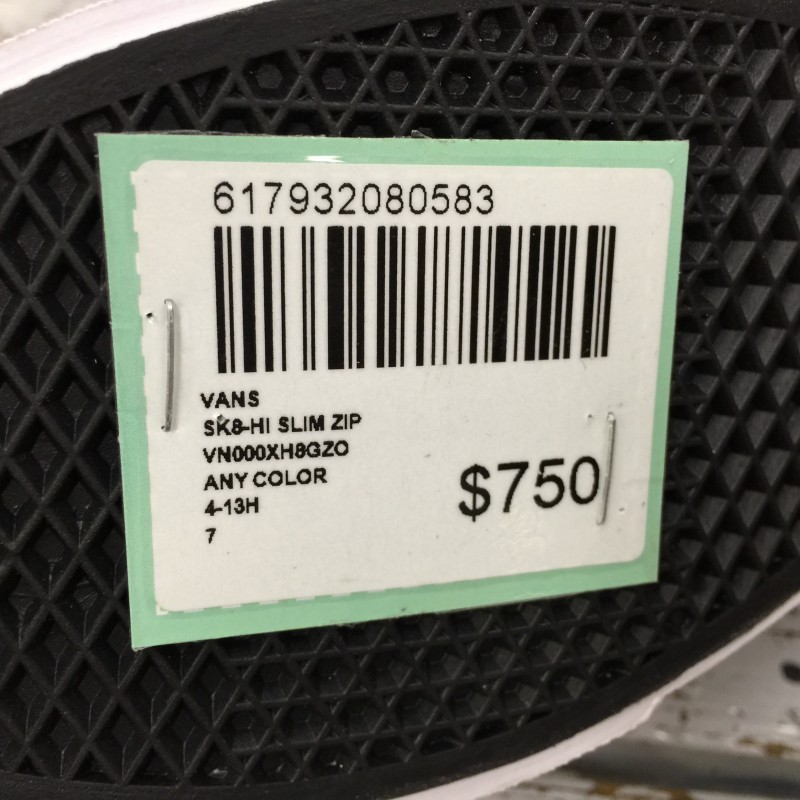 617932080583
VANS
SK8-HI SLIM ZIP
VN000XH8GZO
ANY COLOR
4-13H
7
$750